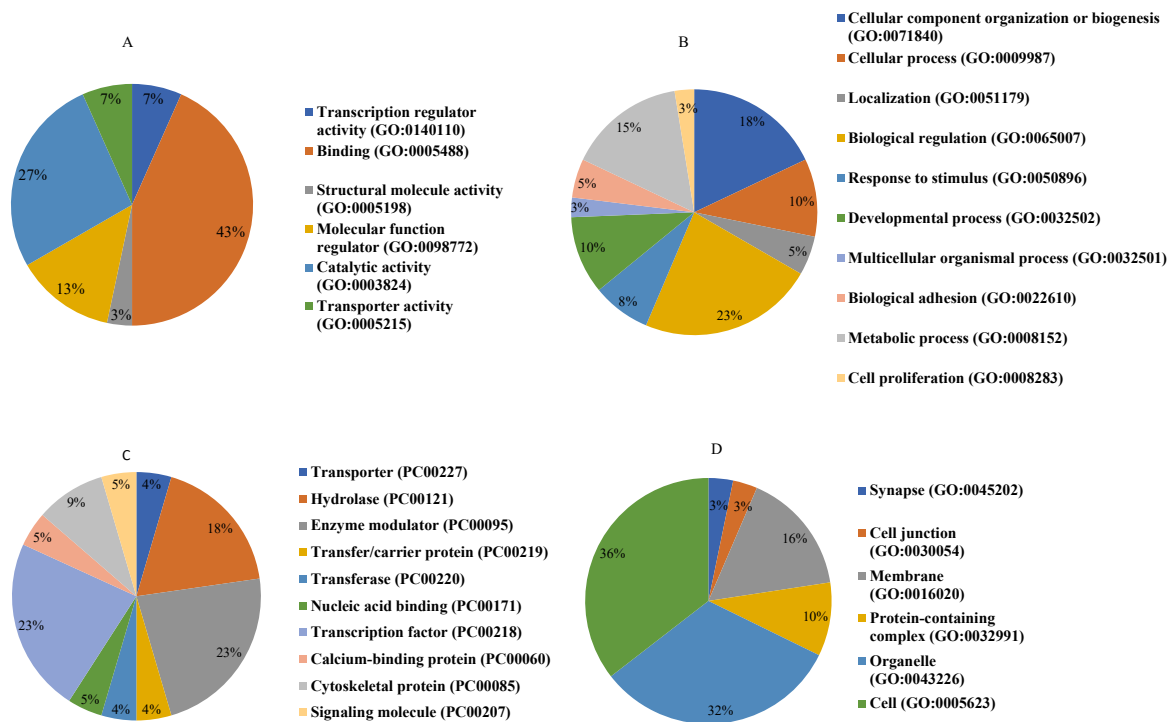 A
7%
7%
27%
43%
13%
3%
Transcription regulator
activity (GO:0140110)
Binding (GO:0005488)
Structural molecule activity
(GO:0005198)
Molecular function
regulator (GO:0098772)
Catalytic activity
(GO:0003824)
Transporter activity
(GO:0005215)
B
3%
18%
15%
5%
10%
3%
5%
10%
8%
23%
Cellular component organization or biogenesis
(GO:0071840)
Cellular process (GO:0009987)
Localization (GO:0051179)
Biological regulation (GO:0065007)
Response to stimulus (GO:0050896)
Developmental process (GO:0032502)
Multicellular organismal process (GO:0032501)
Biological adhesion (GO:0022610)
Metabolic process (GO:0008152)
Cell proliferation (GO:0008283)
C
5%
4%
9%
18%
5%
23%
23%
5%
4%
4%
Transporter (PC00227)
Hydrolase (PC00121)
Enzyme modulator (PC00095)
Transfer/carrier protein (PC00219)
Transferase (PC00220)
Nucleic acid binding (PC00171)
Transcription factor (PC00218)
Calcium-binding protein (PC00060)
Cytoskeletal protein (PC00085)
Signaling molecule (PC00207)
D
3%
3%
16%
36%
10%
32%
Synapse (GO:0045202)
Cell junction
(GO:0030054)
Membrane
(GO:0016020)
Protein-containing
complex (GO:0032991)
Organelle
(GO:0043226)
Cell (GO:0005623)